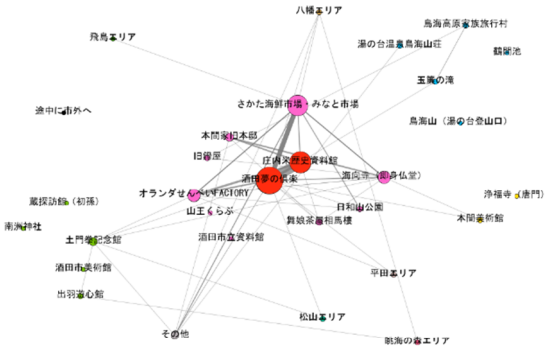 八幡エリア
鳥海高原家族旅行村
飛鳥エリア
湯の台温泉鳥海山荘
鶴間池
玉簾の滝
さかた海鮮市場・みなと市場
途中に市外へ
鳥海山（湯の台登山口）
本間家旧本邸
旧鐙屋
庄内米歴史資料館
酒田夢の倶楽
海向寺（即身仏堂）
オランダせんべいFACTORY
浄福寺（唐門）
蔵探訪館（初孫）
山王くらぶ
日和山公園
舞娘茶屋相馬樓
本間美術館
南洲神社
土門拳記念館
酒田市立資料館
酒田市美術館
平田エリア
出羽遊心館
松山エリア
その他
眺海の森エリア